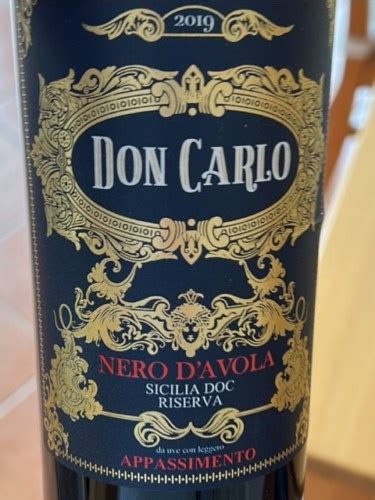 2019
DON CARLO
NERO D'AVOLA
SICILIA DOC
RISERVA
da uve con leggero
APPASSIMENTO